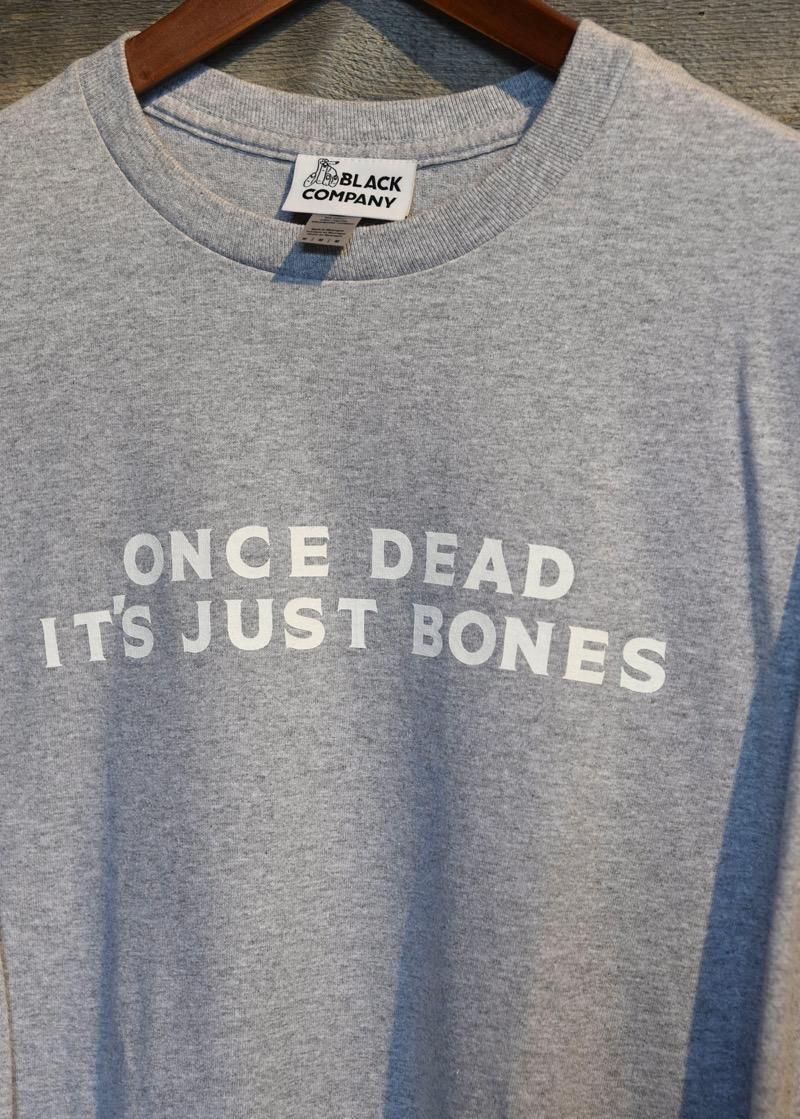 BLACK
COMPANY
ONCE DEAD
IT'S JUST BONES